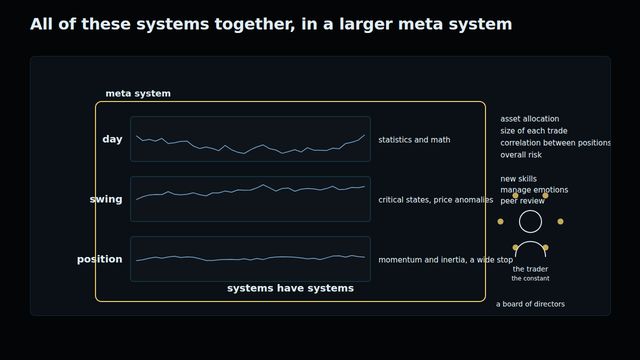 All of these systems together, in a larger meta system
meta system
day
statistics and math
swing
critical states, price anomalies
position
momentum and inertia, a wide stop
systems have systems
asset allocation
size of each trade
correlation between positions
overall risk
new skills
manage emotions
peer review
the trader
the constant
a board of directors